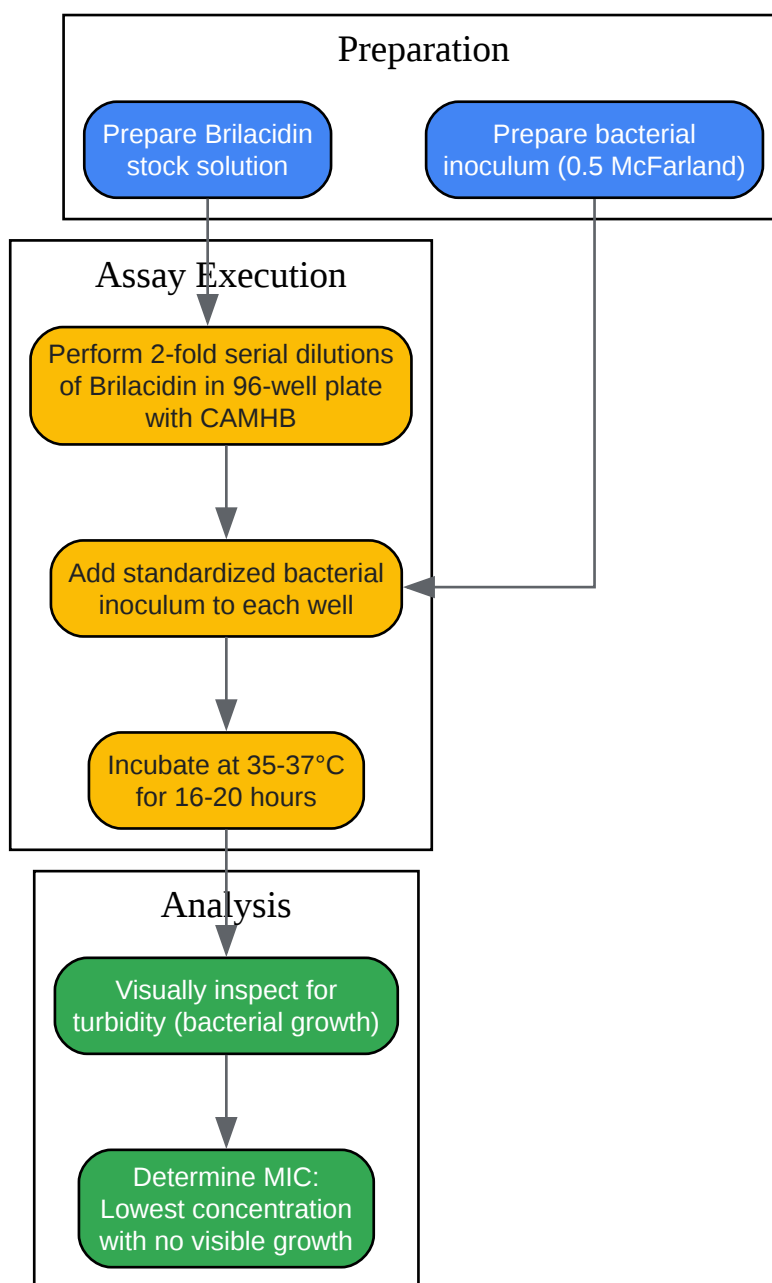 Preparation
Prepare Brilacidin
stock solution
Prepare bacterial
inoculum (0.5 McFarland)
Assay Execution
Perform 2-fold serial dilutions
of Brilacidin in 96-well plate
with CAMHB
Add standardized bacterial
inoculum to each well
Incubate at 35-37°C
for 16-20 hours
Analysis
Visually inspect for
turbidity (bacterial growth)
Determine MIC:
Lowest concentration
with no visible growth